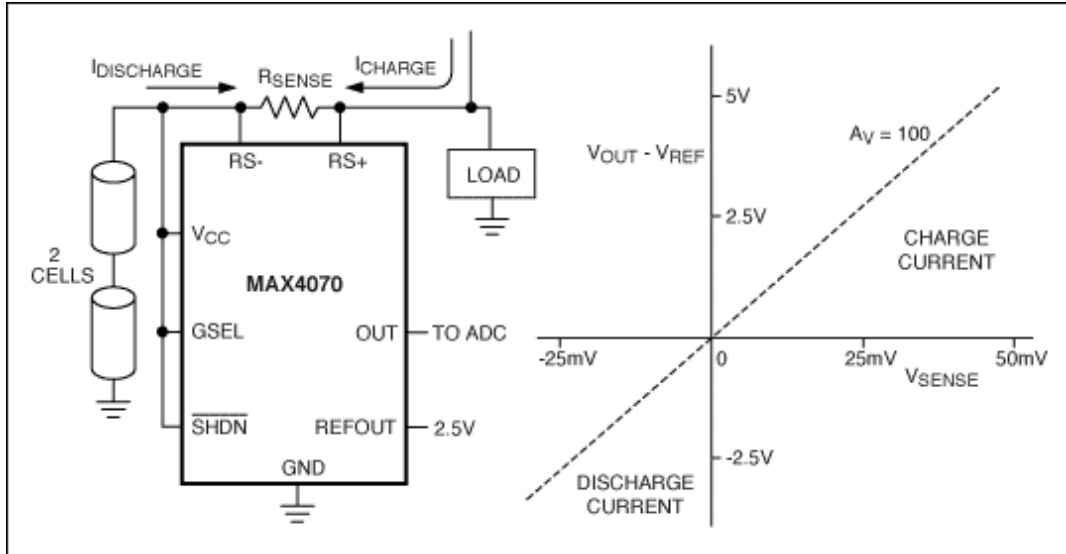 IDISCHARGE
RSENSE
ICHARGE
RS-
RS+
LOAD
VCC
2
CELLS
MAX4070
GSEL
OUT
TO ADC
SHDN
REFOUT
2.5V
GND
5V
AV = 100
VOUT - VREF
2.5V
CHARGE
CURRENT
-25mV
0
25mV
50mV
VSENSE
-2.5V
DISCHARGE
CURRENT